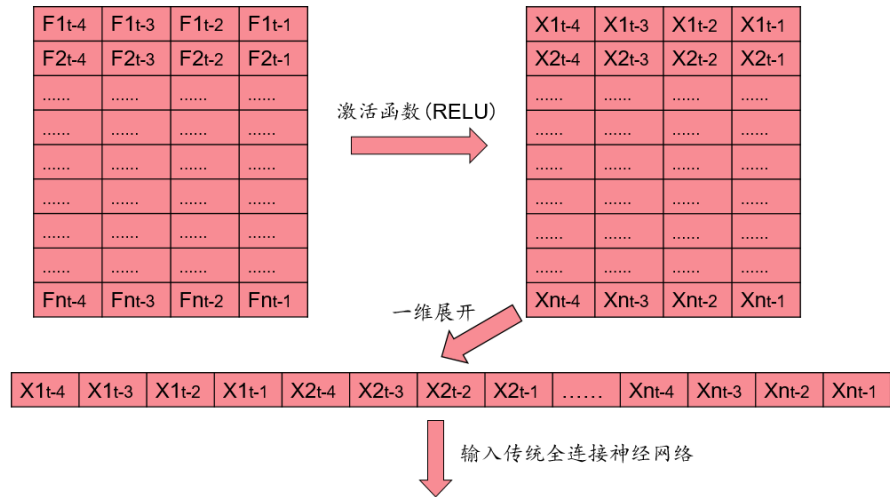 F1t-4 F1t-3 F1t-2 F1t-1
F2t-4 F2t-3 F2t-2 F2t-1
...... ...... ...... ......
...... ...... ...... ......
...... ...... ...... ......
...... ...... ...... ......
...... ...... ...... ......
...... ...... ...... ......
Fnt-4 Fnt-3 Fnt-2 Fnt-1
激活函数(RELU)
X1t-4 X1t-3 X1t-2 X1t-1
X2t-4 X2t-3 X2t-2 X2t-1
...... ...... ...... ......
...... ...... ...... ......
...... ...... ...... ......
...... ...... ...... ......
...... ...... ...... ......
...... ...... ...... ......
Xnt-4 Xnt-3 Xnt-2 Xnt-1
一维展开
X1t-4 X1t-3 X1t-2 X1t-1 X2t-4 X2t-3 X2t-2 X2t-1 ...... Xnt-4 Xnt-3 Xnt-2 Xnt-1
输入传统全连接神经网络